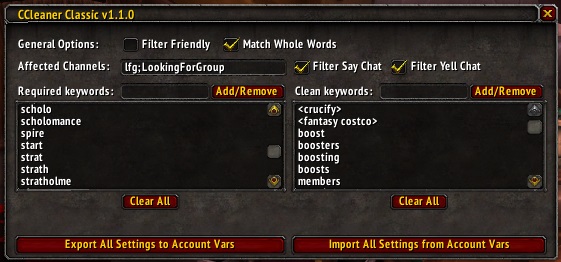 CCleaner Classic v1.1.0
General Options: Filter Friendly Match Whole Words
Affected Channels: lfg;LookingForGroup Filter Say Chat Filter Yell Chat
Required keywords: Add/Remove Clean keywords: Add/Remove
scholo
scholomance
spire
start
strat
strath
stratholme
<crucify>
<fantasy costco>
boost
boosters
boosting
boosts
members
Clear All Clear All
Export All Settings to Account Vars Import All Settings from Account Vars